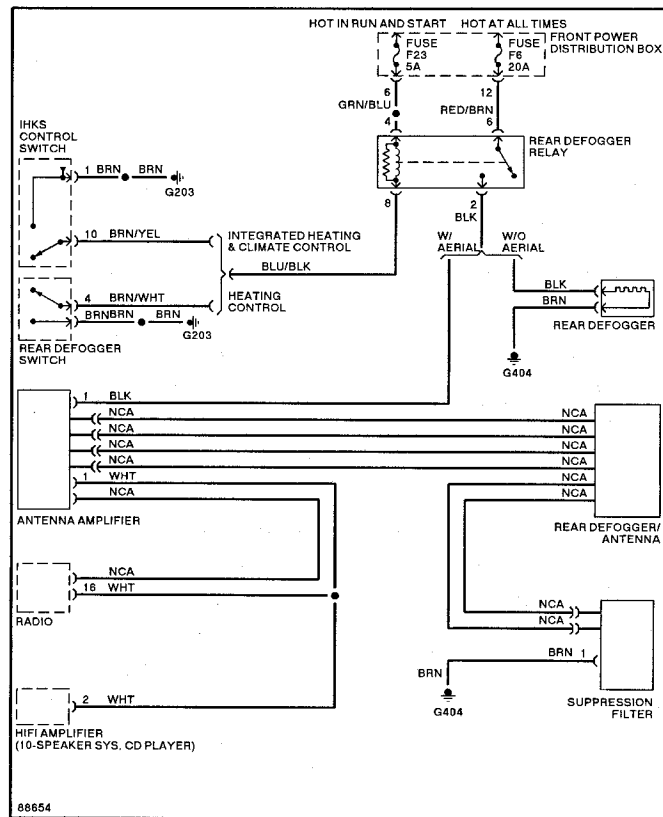 HOT IN RUN AND START
HOT AT ALL TIMES
FUSE
F23
5A
FUSE
F6
20A
FRONT POWER
DISTRIBUTION BOX
6
12
GRN/BLU
RED/BRN
4
6
REAR DEFOGGER
RELAY
8
2
BLK
IHKS
CONTROL
SWITCH
1 BRN BRN
G203
10 BRN/YEL
INTEGRATED HEATING
& CLIMATE CONTROL
BLU/BLK
4 BRN/WHT
HEATING
CONTROL
BRN BRN BRN
G203
REAR DEFOGGER
SWITCH
W/
AERIAL
W/O
AERIAL
BLK
BRN
REAR DEFOGGER
G404
1 BLK
NCA NCA
NCA NCA
NCA NCA
NCA NCA
1 WHT NCA
NCA NCA
ANTENNA AMPLIFIER
REAR DEFOGGER/
ANTENNA
NCA
16 WHT
RADIO
NCA
NCA
BRN 1
BRN
G404
SUPPRESSION
FILTER
2 WHT
HIFI AMPLIFIER
(10-SPEAKER SYS, CD PLAYER)
88654